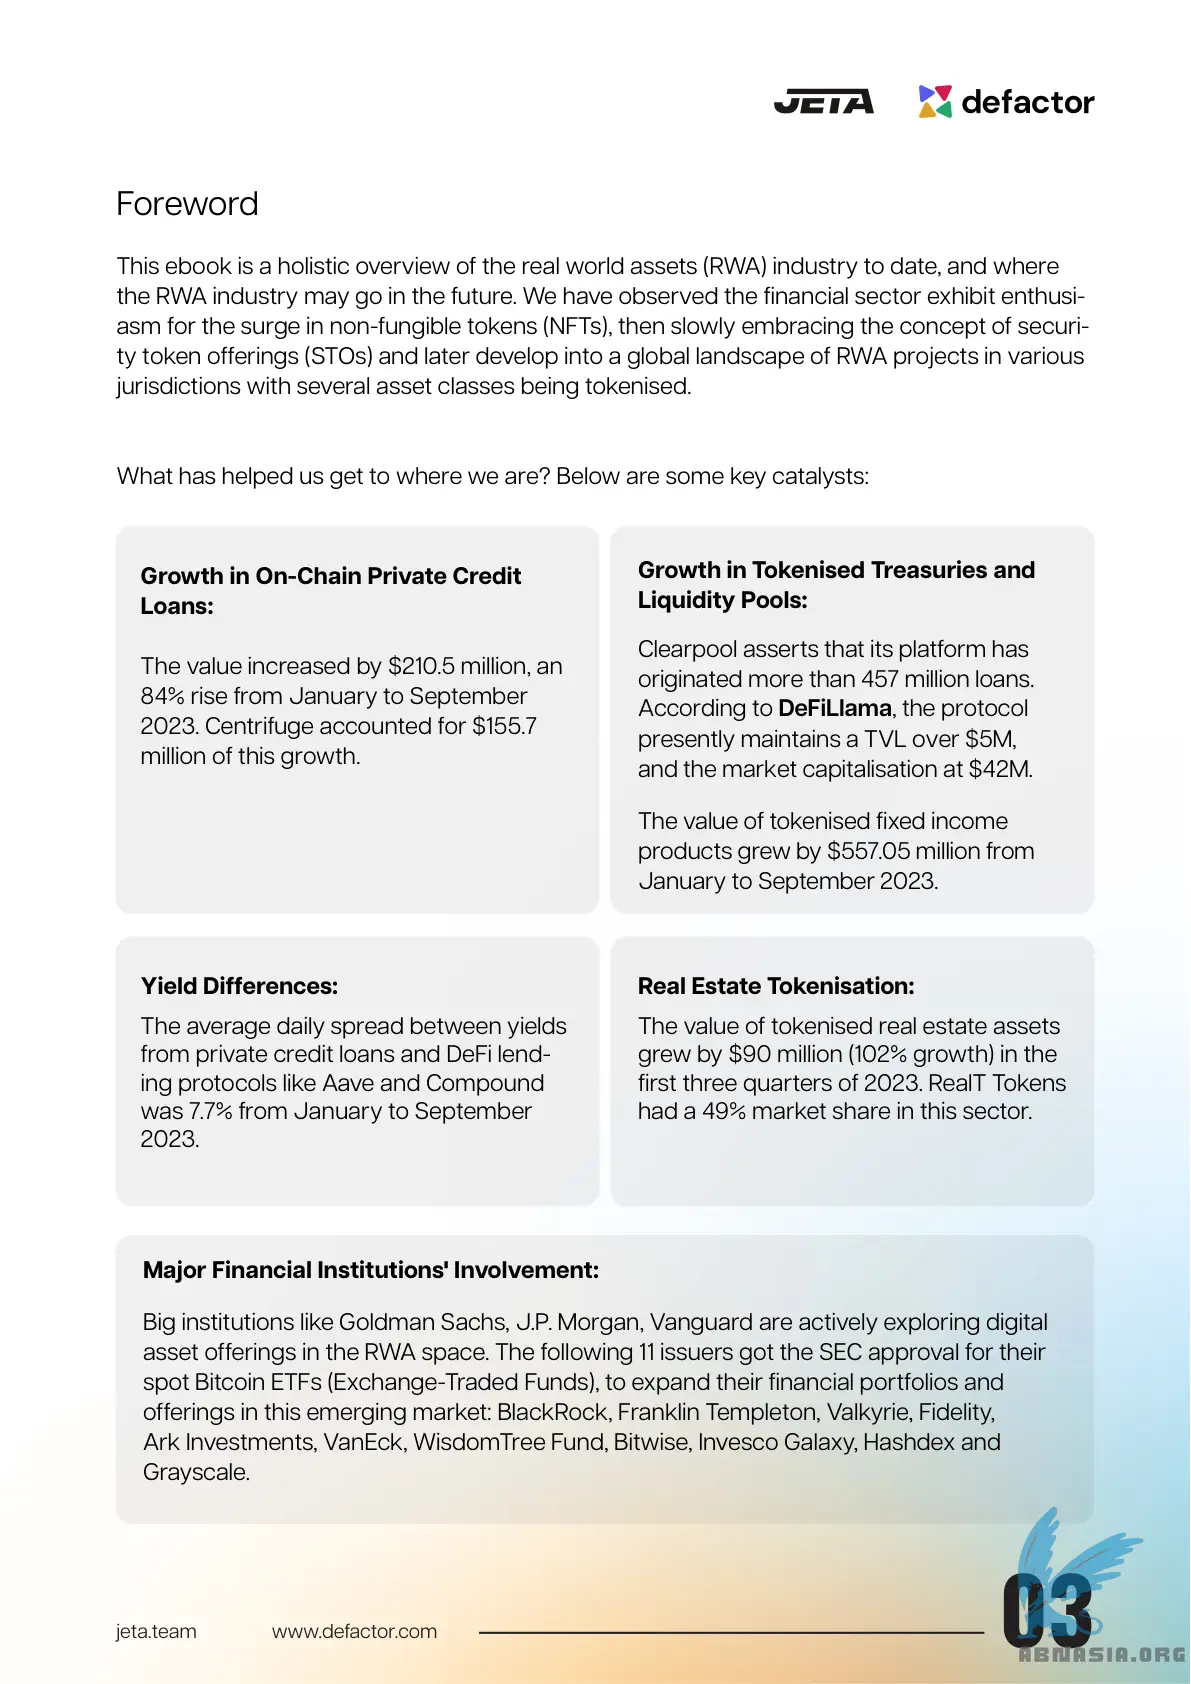 JETA defactor
Foreword
This ebook is a holistic overview of the real world assets (RWA) industry to date, and where
the RWA industry may go in the future. We have observed the financial sector exhibit enthusi-
asm for the surge in non-fungible tokens (NFTs), then slowly embracing the concept of securi-
ty token offerings (STOs) and later develop into a global landscape of RWA projects in various
jurisdictions with several asset classes being tokenised.
What has helped us get to where we are? Below are some key catalysts:
Growth in On-Chain Private Credit
Loans:
The value increased by $210.5 million, an
84% rise from January to September
2023. Centrifuge accounted for $155.7
million of this growth.
Growth in Tokenised Treasuries and
Liquidity Pools:
Clearpool asserts that its platform has
originated more than 457 million loans.
According to DeFiLlama, the protocol
presently maintains a TVL over $5M,
and the market capitalisation at $42M.
The value of tokenised fixed income
products grew by $557.05 million from
January to September 2023.
Yield Differences:
The average daily spread between yields
from private credit loans and DeFi lend-
ing protocols like Aave and Compound
was 7.7% from January to September
2023.
Real Estate Tokenisation:
The value of tokenised real estate assets
grew by $90 million (102% growth) in the
first three quarters of 2023. RealT Tokens
had a 49% market share in this sector.
Major Financial Institutions' Involvement:
Big institutions like Goldman Sachs, J.P. Morgan, Vanguard are actively exploring digital
asset offerings in the RWA space. The following 11 issuers got the SEC approval for their
spot Bitcoin ETFs (Exchange-Traded Funds), to expand their financial portfolios and
offerings in this emerging market: BlackRock, Franklin Templeton, Valkyrie, Fidelity,
Ark Investments, VanEck, WisdomTree Fund, Bitwise, Invesco Galaxy, Hashdex and
Grayscale.
jeta.team www.defactor.com 03
ABNASIA.ORG